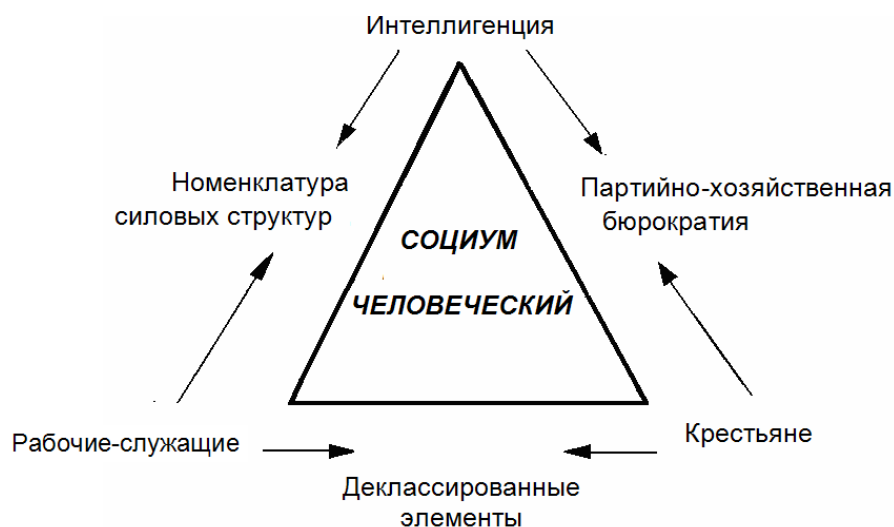 Интеллигенция
Номенклатура
силовых структур
Партийно-хозяйственная
бюрократия
СОЦИУМ
ЧЕЛОВЕЧЕСКИЙ
Рабочие-служащие
Крестьяне
Деклассированные
элементы